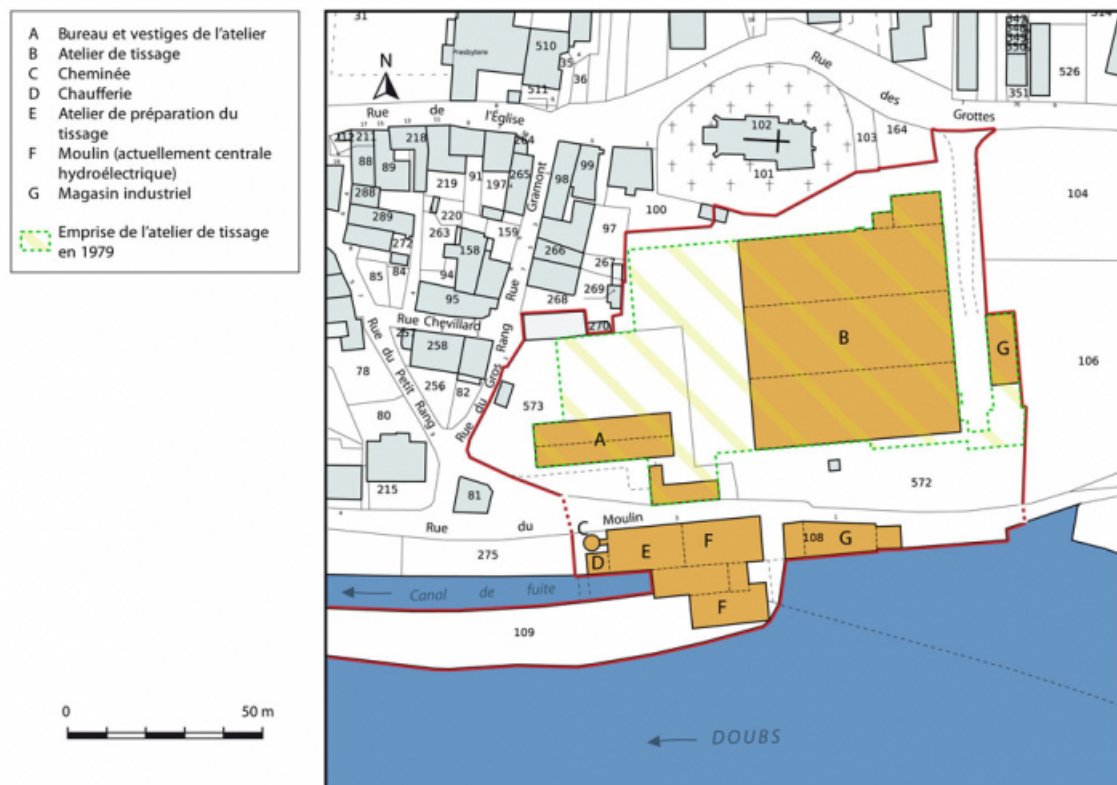 A Bureau et vestiges de l'atelier
B Atelier de tissage
C Cheminée
D Chaufferie
E Atelier de préparation du
tissage
F Moulin (actuellement centrale
hydroélectrique)
G Magasin industriel
Emprise de l'atelier de tissage
en 1979
0 50 m
N
31
Presbytere
510
35
36
511
Rue de l'Église
Rue des Grottes
526
351
102
101
103
164
104
106
112
211
218
88
89
288
289
272
85
84
219
91
197
264
265
220
263
159
158
94
95
98
99
100
97
266
267
268
269
270
Rue Gramont
Rue Chevillard
Rue du Petit Rang
Rue du Gros Rang
257
258
256
82
78
80
215
81
573
572
A
B
G
Rue du Moulin
275
C
D
E
F
F
108
G
Canal de fuite
109
DOUBS